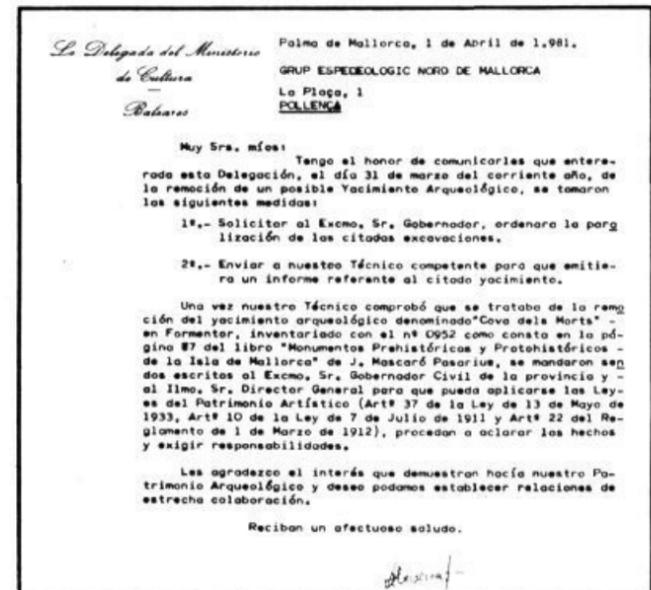 La Delegada del Ministerio
de Cultura
—
Baleares
Palma de Mallorca, 1 de Abril de 1.981.
GRUP ESPEDEOLOGIC NORD DE MALLORCA
La Plaça, 1
POLLENÇA
Muy Srs. míos:
Tengo el honor de comunicarles que entere-
rada esta Delegación, el día 31 de marzo del corriente año, de
la remoción de un posible Yacimiento Arqueológico, se tomaron
las siguientes medidas:
1º.- Solicitar al Excmo. Sr. Gobernador, ordenara la para
lización de las citadas excavaciones.
2º.- Enviar a nuestro Técnico competente para que emitie-
ra un informe referente al citado yacimiento.
Una vez nuestro Técnico comprobó que se trataba de la remo
ción del yacimiento arqueológico denominado"Cova dels Morts" -
en Formentor, inventariado con el nº 0952 como consta en la pá-
gina 87 del libro "Monumentos Prehistóricos y Protohistóricos -
de la Isla de Mallorca" de J. Mascaró Pasarius, se mandaron sen
dos escritos al Excmo. Sr. Gobernador Civil de la provincia y -
al Ilmo. Sr. Director General para que pueda aplicarse las Ley-
es del Patrimonio Artístico (Artº 37 de la Ley de 13 de Mayo de
1933, Artº 10 de la Ley de 7 de Julio de 1911 y Artº 22 del Re-
glamento de 1 de Marzo de 1912), procedan a aclarar los hechos
y exigir responsabilidades.
Les agradezco el interés que demuestran hacía nuestro Pa-
trimonio Arqueológico y deseo podamos establecer relaciones de
estrecha colaboración.
Reciban un afectuoso saludo.